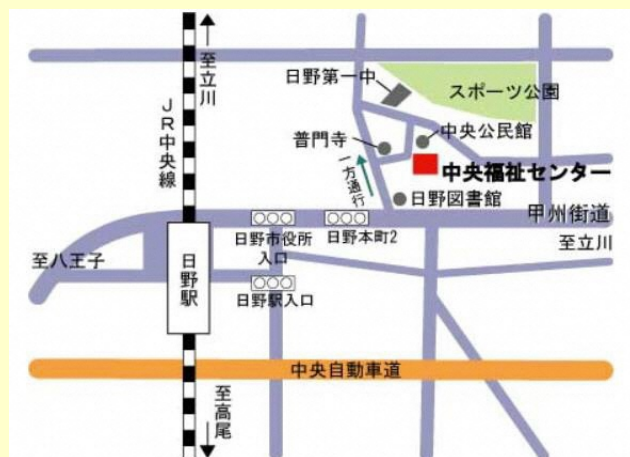 至立川
JR中央線
日野第一中
スポーツ公園
中央公民館
普門寺
一方通行
中央福祉センター
日野図書館
甲州街道
日野市役所
入口
日野本町2
至立川
至八王子
日野駅
日野駅入口
中央自動車道
至高尾